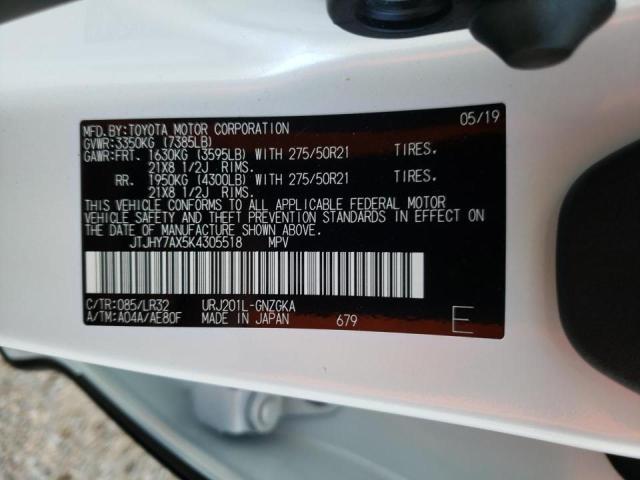 MFD.BY:TOYOTA MOTOR CORPORATION 05/19
GVWR:3350KG (7385LB)
GAWR:FRT. 1630KG (3595LB) WITH 275/50R21 TIRES.
21X8 1/2J RIMS.
RR. 1950KG (4300LB) WITH 275/50R21 TIRES.
21X8 1/2J RIMS.
THIS VEHICLE CONFORMS TO ALL APPLICABLE FEDERAL MOTOR
VEHICLE SAFETY AND THEFT PREVENTION STANDARDS IN EFFECT ON
THE DATE OF MANUFACTURE SHOWN ABOVE.
JTJHY7AX5K4305518 MPV
C/TR:085/LR32 URJ201L-GNZGKA
A/TM:A04A/AE80F MADE IN JAPAN 679 E